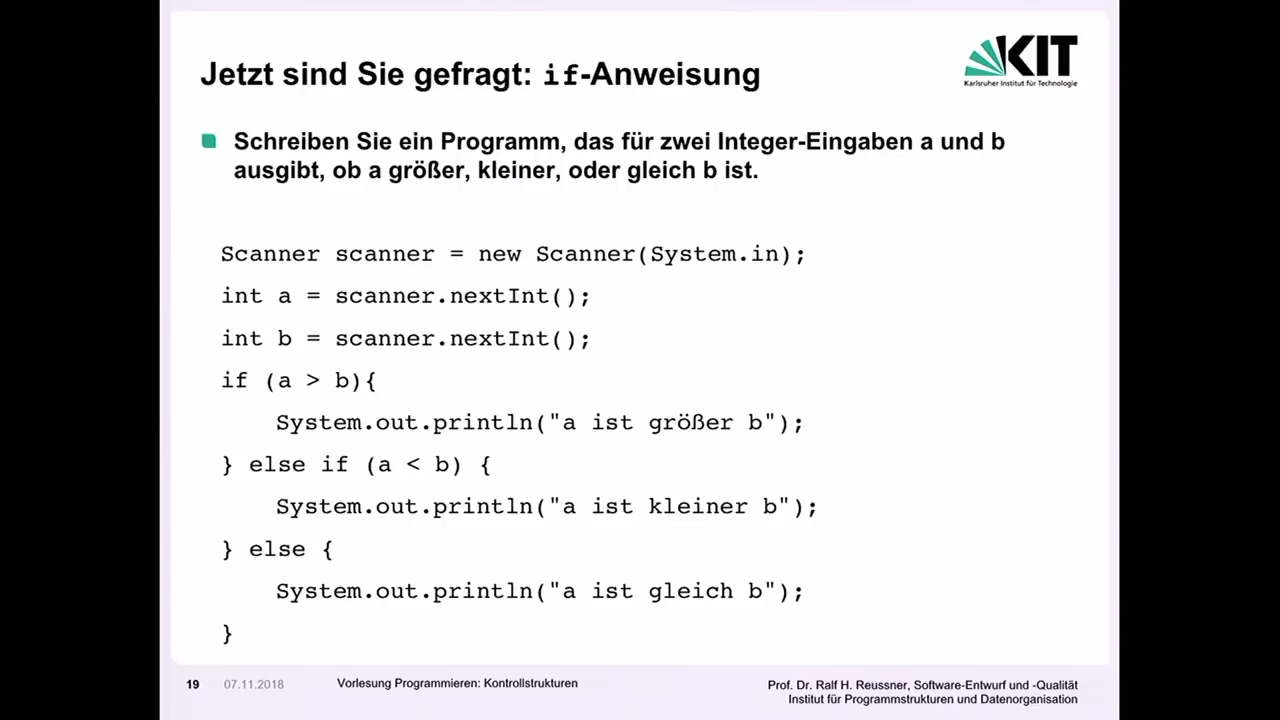 Jetzt sind Sie gefragt: if-Anweisung
KIT
Karlsruher Institut für Technologie
Schreiben Sie ein Programm, das für zwei Integer-Eingaben a und b
ausgibt, ob a größer, kleiner, oder gleich b ist.
Scanner scanner = new Scanner(System.in);
int a = scanner.nextInt();
int b = scanner.nextInt();
if (a > b){
    System.out.println("a ist größer b");
} else if (a < b) {
    System.out.println("a ist kleiner b");
} else {
    System.out.println("a ist gleich b");
}
19 07.11.2018 Vorlesung Programmieren: Kontrollstrukturen
Prof. Dr. Ralf H. Reussner, Software-Entwurf und -Qualität
Institut für Programmstrukturen und Datenorganisation